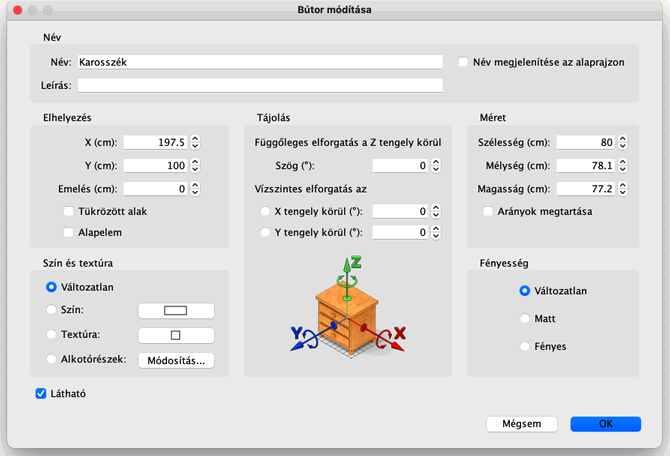 Bútor módítása
Név
Név: Karosszék
Név megjelenítése az alaprajzon
Leírás:
Elhelyezés
X (cm): 197.5
Y (cm): 100
Emelés (cm): 0
Tükrözött alak
Alapelem
Tájolás
Függőleges elforgatás a Z tengely körül
Szög (°): 0
Vízszintes elforgatás az
X tengely körül (°): 0
Y tengely körül (°): 0
Z
Y X
Méret
Szélesség (cm): 80
Mélység (cm): 78.1
Magasság (cm): 77.2
Arányok megtartása
Szín és textúra
Változatlan
Szín:
Textúra:
Alkotórészek: Módosítás...
Fényesség
Változatlan
Matt
Fényes
Látható
Mégsem OK